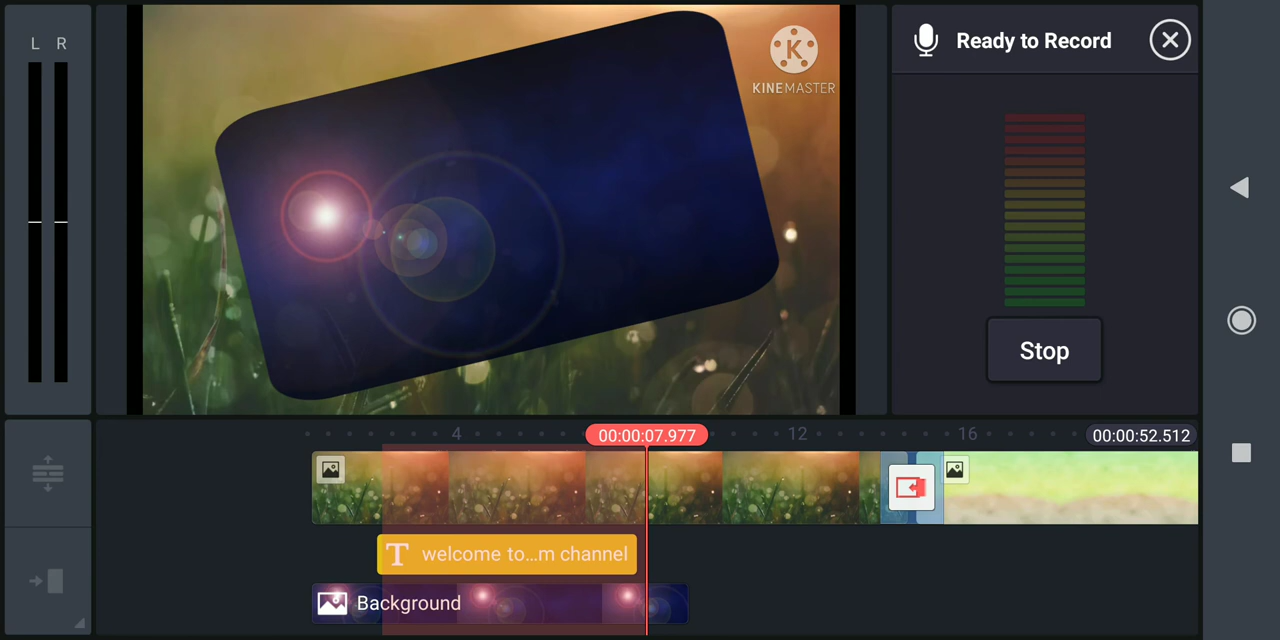 L R
KINEMASTER
Ready to Record
Stop
4
00:00:07.977
12
16
00:00:52.512
T welcome to...m channel
Background